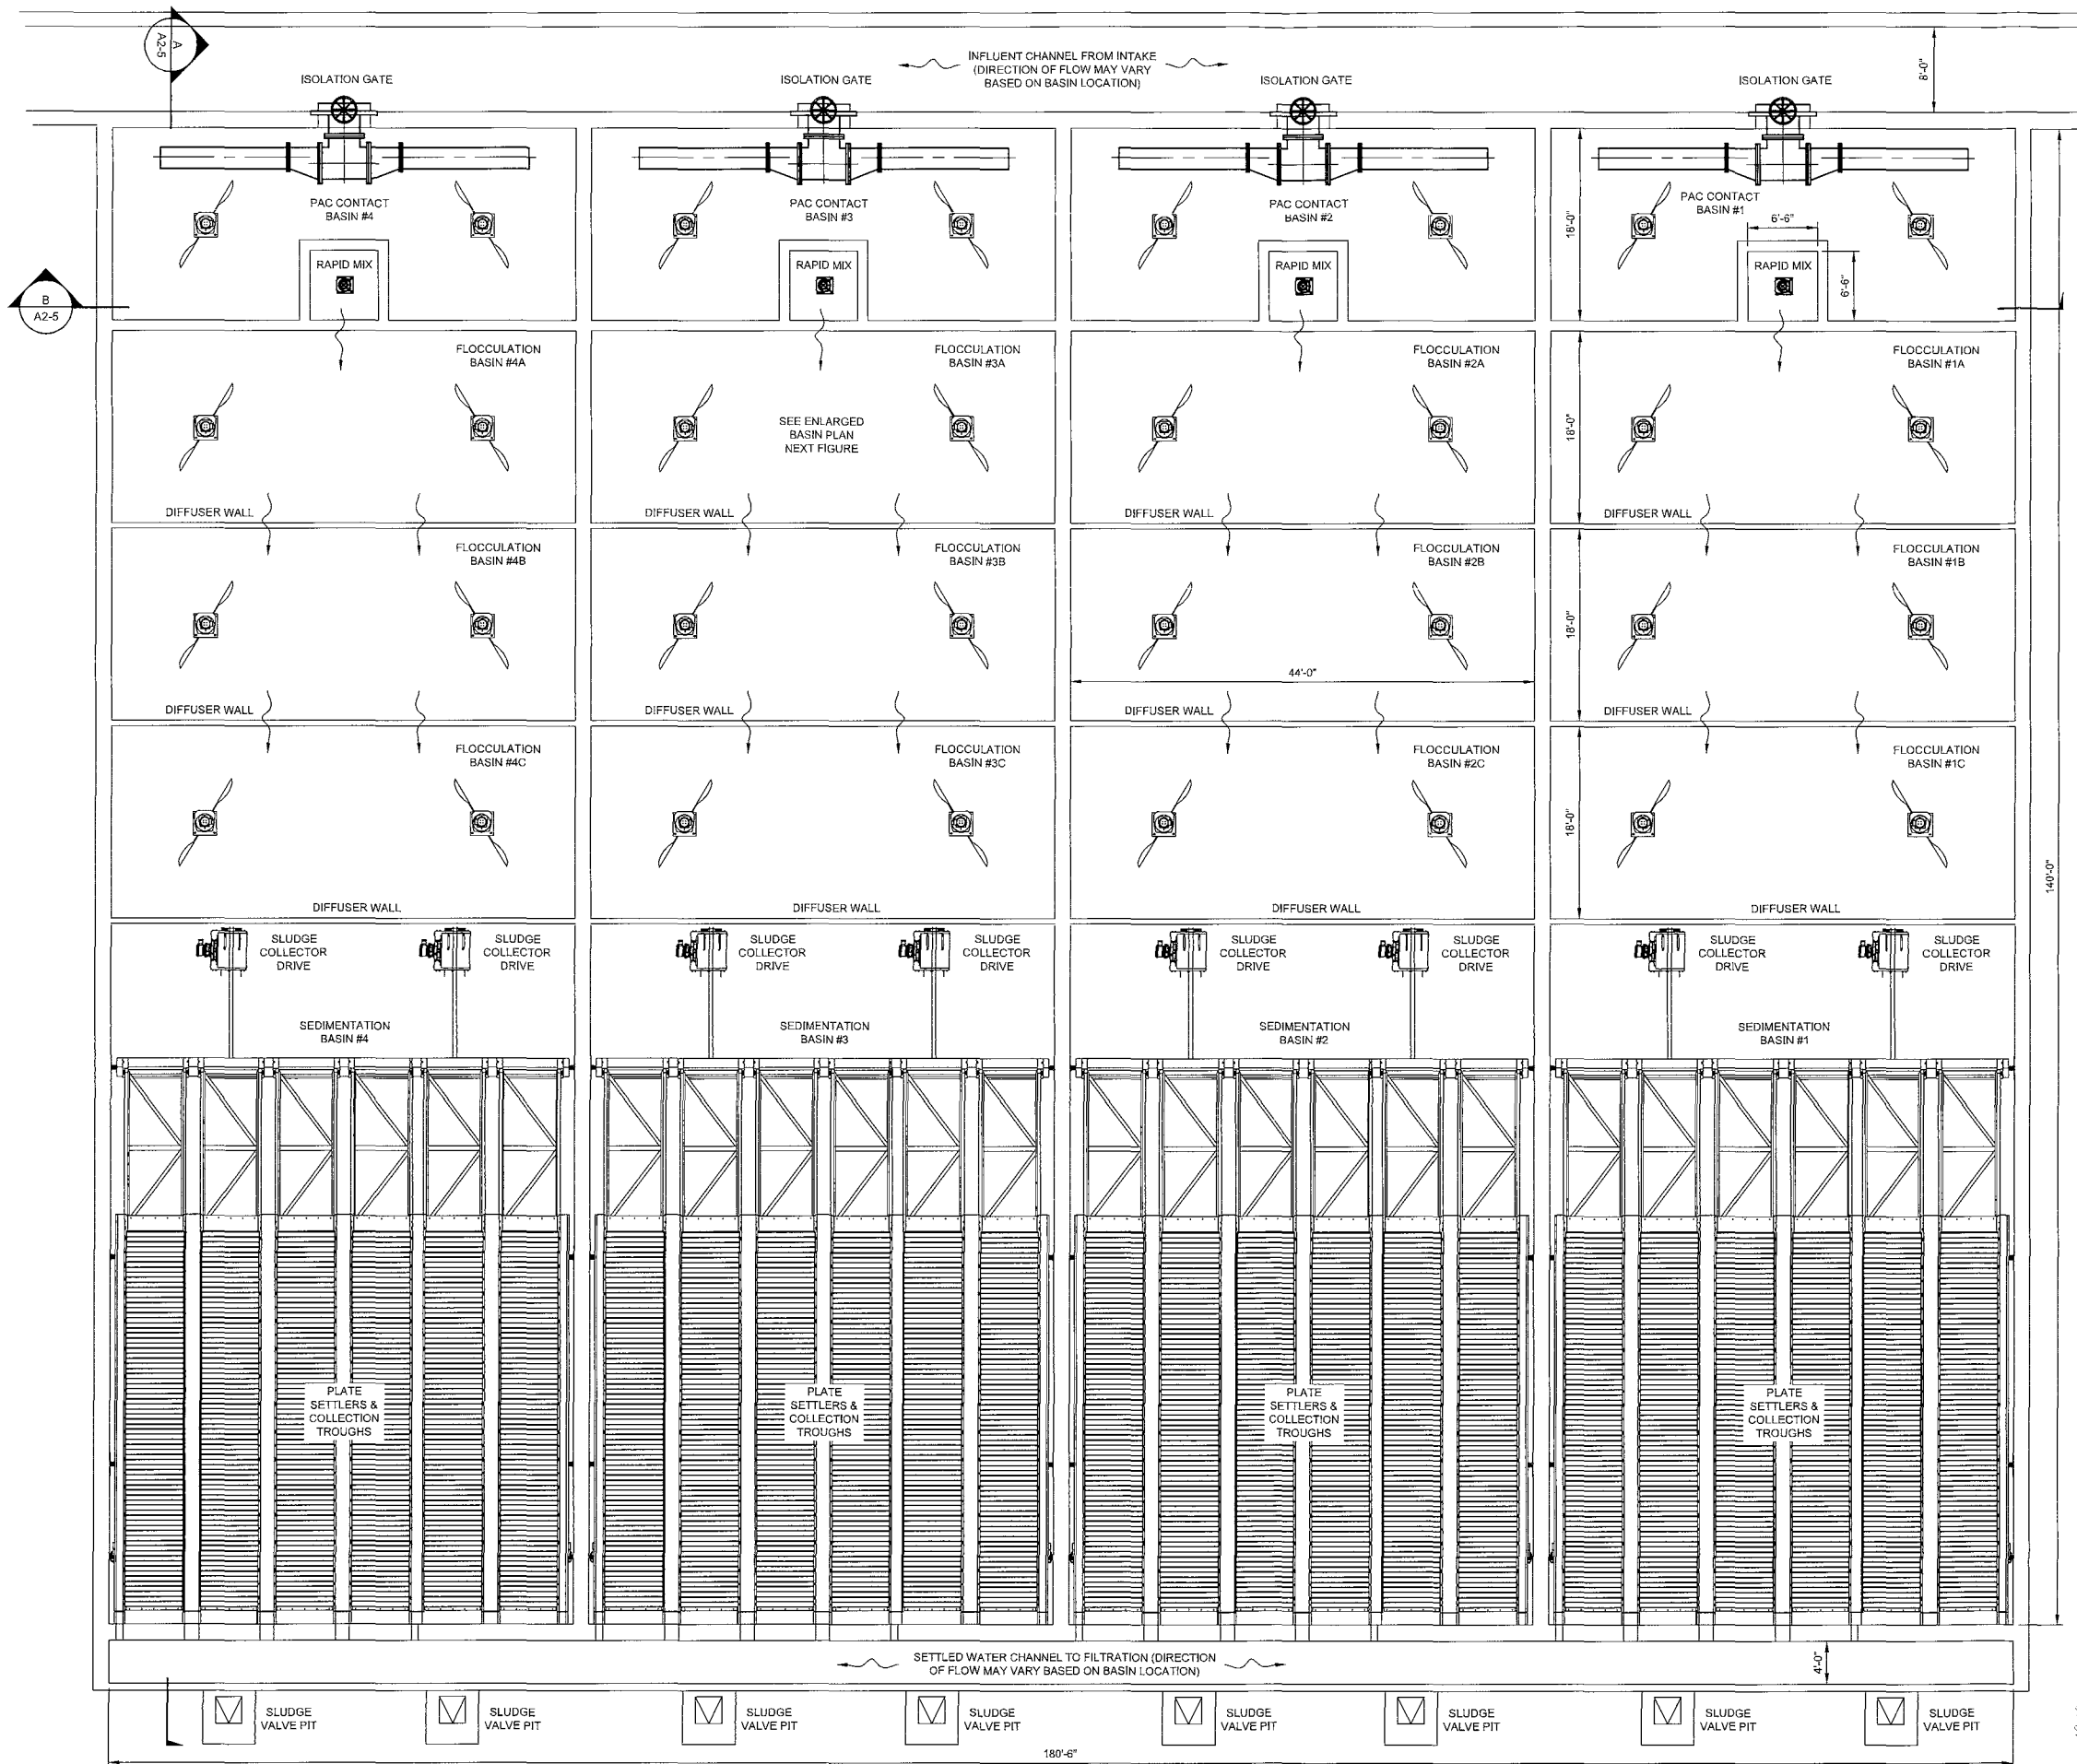 A
A2-5
INFLUENT CHANNEL FROM INTAKE
(DIRECTION OF FLOW MAY VARY
BASED ON BASIN LOCATION)
8'-0"
ISOLATION GATE
ISOLATION GATE
ISOLATION GATE
ISOLATION GATE
PAC CONTACT
BASIN #4
PAC CONTACT
BASIN #3
PAC CONTACT
BASIN #2
PAC CONTACT
BASIN #1
6'-6"
16'-0"
RAPID MIX
RAPID MIX
RAPID MIX
RAPID MIX
6'-6"
B
A2-5
FLOCCULATION
BASIN #4A
FLOCCULATION
BASIN #3A
FLOCCULATION
BASIN #2A
FLOCCULATION
BASIN #1A
SEE ENLARGED
BASIN PLAN
NEXT FIGURE
18'-0"
DIFFUSER WALL
DIFFUSER WALL
DIFFUSER WALL
DIFFUSER WALL
FLOCCULATION
BASIN #4B
FLOCCULATION
BASIN #3B
FLOCCULATION
BASIN #2B
FLOCCULATION
BASIN #1B
18'-0"
44'-0"
DIFFUSER WALL
DIFFUSER WALL
DIFFUSER WALL
DIFFUSER WALL
FLOCCULATION
BASIN #4C
FLOCCULATION
BASIN #3C
FLOCCULATION
BASIN #2C
FLOCCULATION
BASIN #1C
18'-0"
140'-0"
DIFFUSER WALL
DIFFUSER WALL
DIFFUSER WALL
DIFFUSER WALL
SLUDGE
COLLECTOR
DRIVE
SLUDGE
COLLECTOR
DRIVE
SLUDGE
COLLECTOR
DRIVE
SLUDGE
COLLECTOR
DRIVE
SLUDGE
COLLECTOR
DRIVE
SLUDGE
COLLECTOR
DRIVE
SLUDGE
COLLECTOR
DRIVE
SLUDGE
COLLECTOR
DRIVE
SEDIMENTATION
BASIN #4
SEDIMENTATION
BASIN #3
SEDIMENTATION
BASIN #2
SEDIMENTATION
BASIN #1
PLATE
SETTLERS &
COLLECTION
TROUGHS
PLATE
SETTLERS &
COLLECTION
TROUGHS
PLATE
SETTLERS &
COLLECTION
TROUGHS
PLATE
SETTLERS &
COLLECTION
TROUGHS
SETTLED WATER CHANNEL TO FILTRATION (DIRECTION
OF FLOW MAY VARY BASED ON BASIN LOCATION)
4'-0"
SLUDGE
VALVE PIT
SLUDGE
VALVE PIT
SLUDGE
VALVE PIT
SLUDGE
VALVE PIT
SLUDGE
VALVE PIT
SLUDGE
VALVE PIT
SLUDGE
VALVE PIT
SLUDGE
VALVE PIT
180'-6"